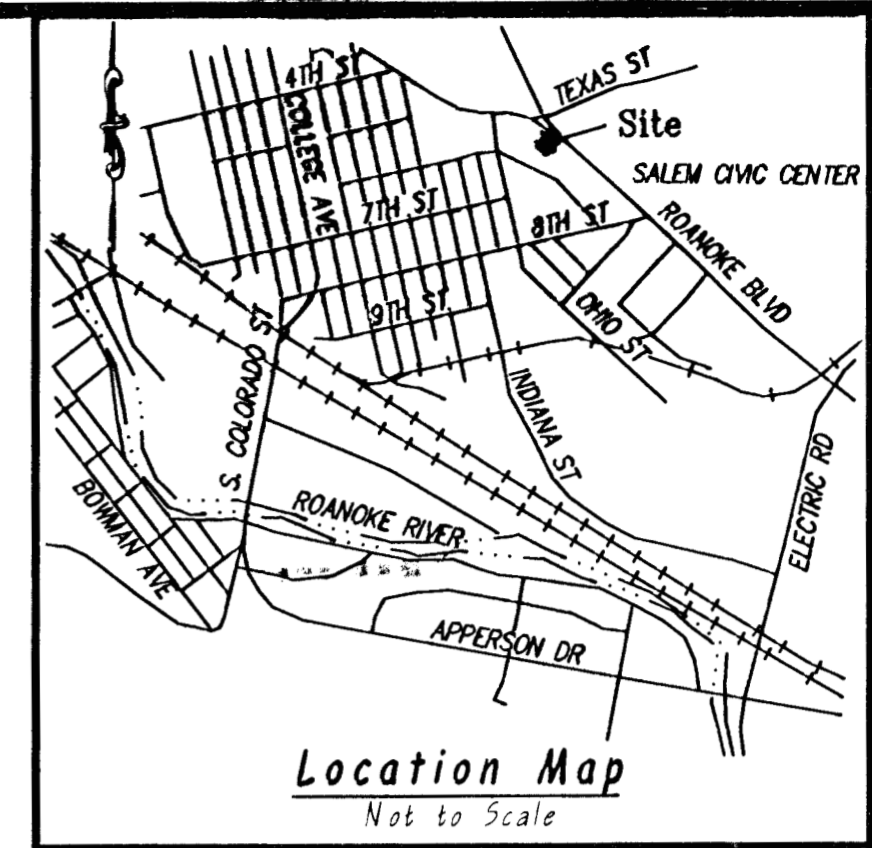 4TH ST
COLLEGE AVE
TEXAS ST
Site
SALEM CIVIC CENTER
7TH ST
8TH ST
ROANOKE BLVD
9TH ST
OHIO ST
S. COLORADO ST
INDIANA ST
ELECTRIC RD
BOWMAN AVE
ROANOKE RIVER
APPERSON DR
Location Map
Not to Scale